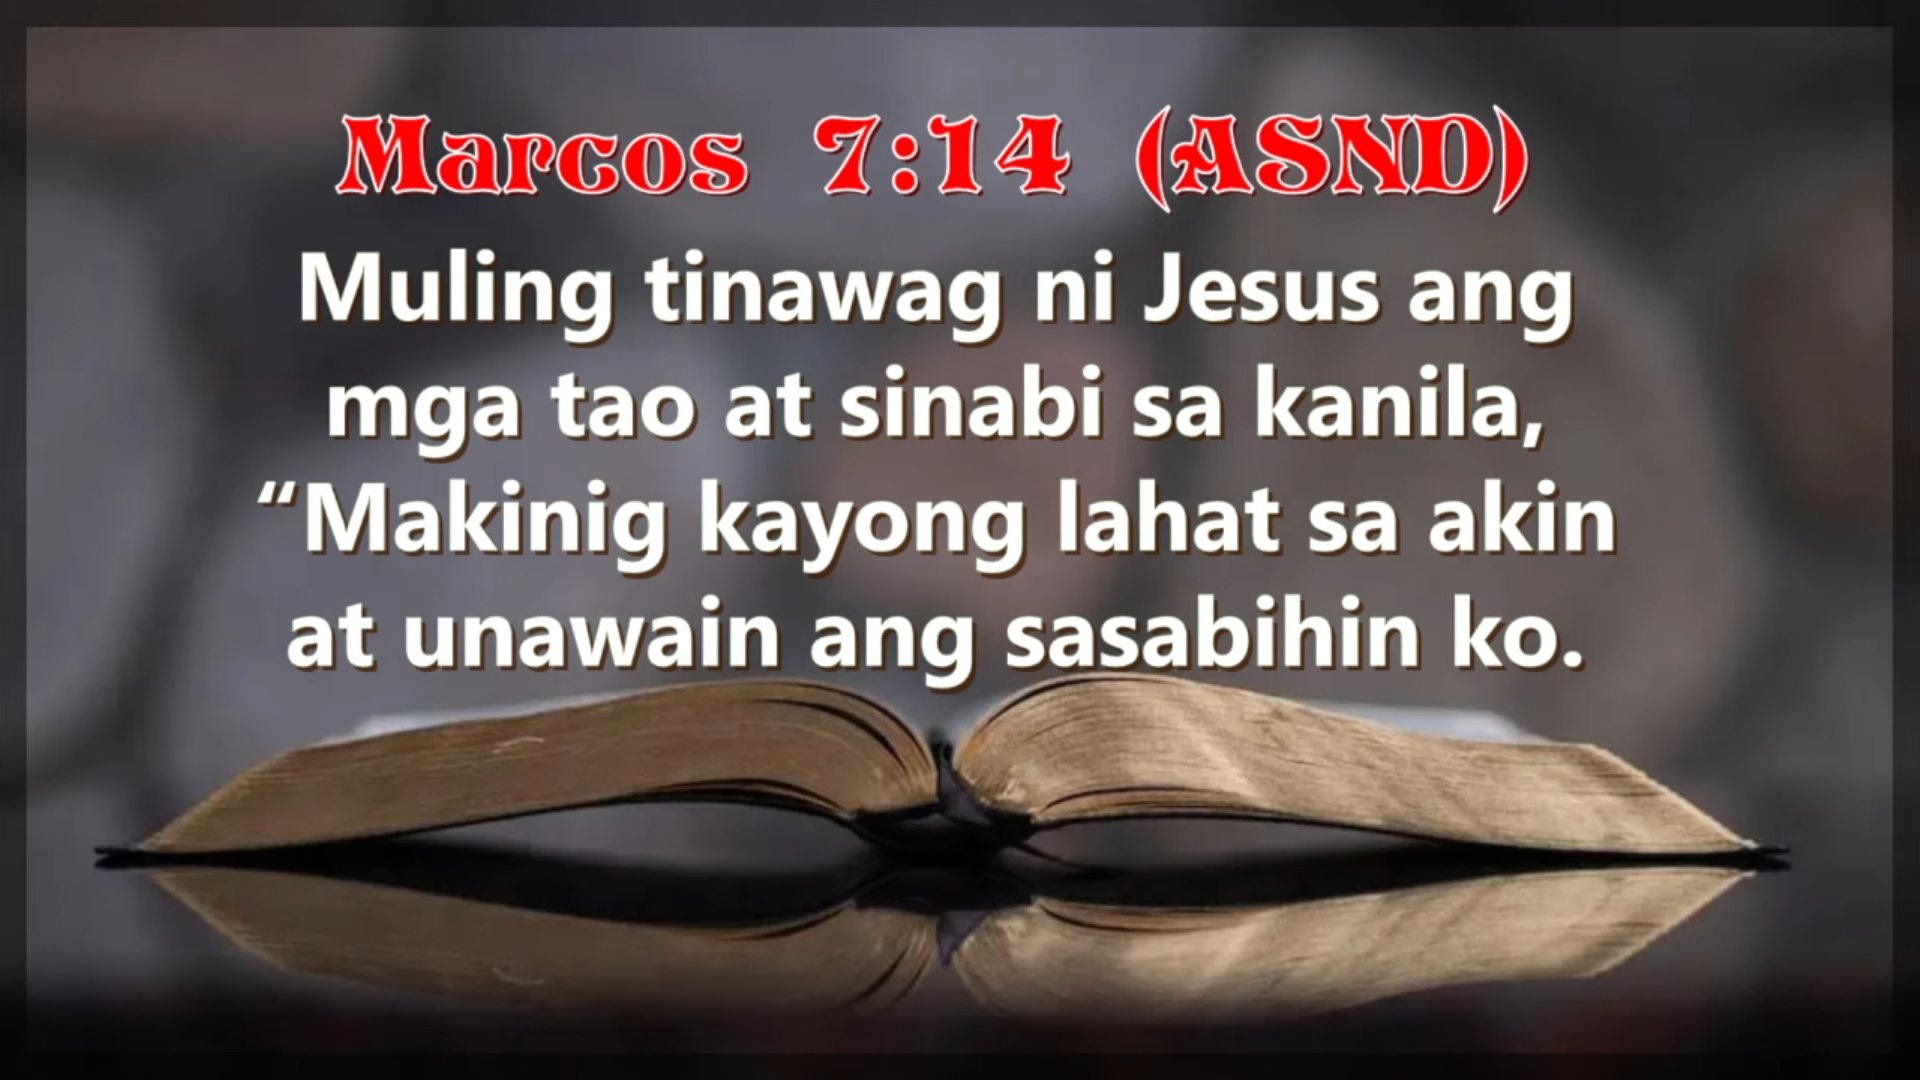 Marcos 7:14 (ASND)
Muling tinawag ni Jesus ang
mga tao at sinabi sa kanila,
“Makinig kayong lahat sa akin
at unawain ang sasabihin ko.